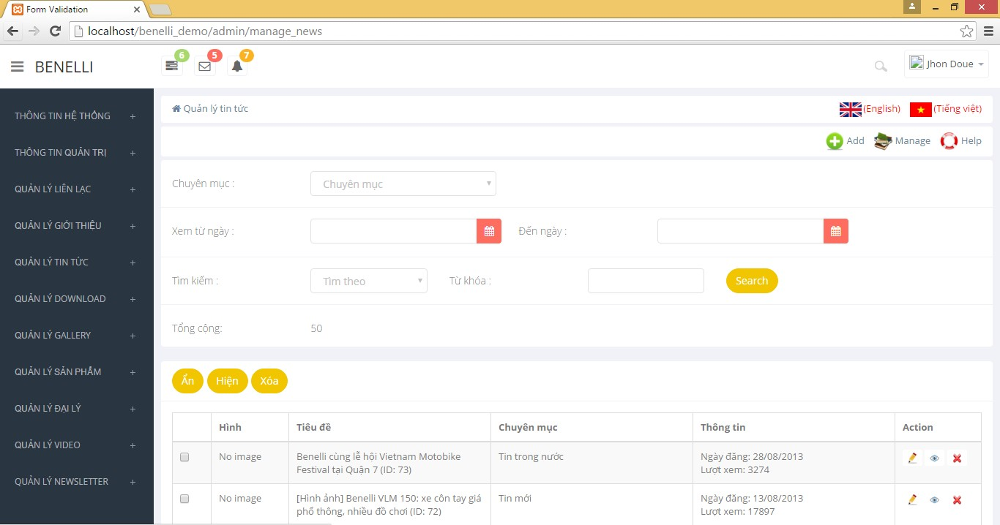 Form Validation
localhost/benelli_demo/admin/manage_news
BENELLI
6
5
7
Jhon Doue
THÔNG TIN HỆ THỐNG +
THÔNG TIN QUẢN TRỊ +
QUẢN LÝ LIÊN LẠC +
QUẢN LÝ GIỚI THIỆU +
QUẢN LÝ TIN TỨC +
QUẢN LÝ DOWNLOAD +
QUẢN LÝ GALLERY +
QUẢN LÝ SẢN PHẨM +
QUẢN LÝ ĐẠI LÝ +
QUẢN LÝ VIDEO +
QUẢN LÝ NEWSLETTER +
Quản lý tin tức
(English) (Tiếng việt)
Add Manage Help
Chuyên mục : Chuyên mục
Xem từ ngày : Đến ngày :
Tìm kiếm : Tìm theo Từ khóa : Search
Tổng cộng: 50
Ẩn Hiện Xóa
Hình Tiêu đề Chuyên mục Thông tin Action
No image
Benelli cùng lễ hội Vietnam Motobike
Festival tại Quận 7 (ID: 73)
Tin trong nước
Ngày đăng: 28/08/2013
Lượt xem: 3274
No image
[Hình ảnh] Benelli VLM 150: xe côn tay giá
phổ thông, nhiều đồ chơi (ID: 72)
Tin mới
Ngày đăng: 13/08/2013
Lượt xem: 17897